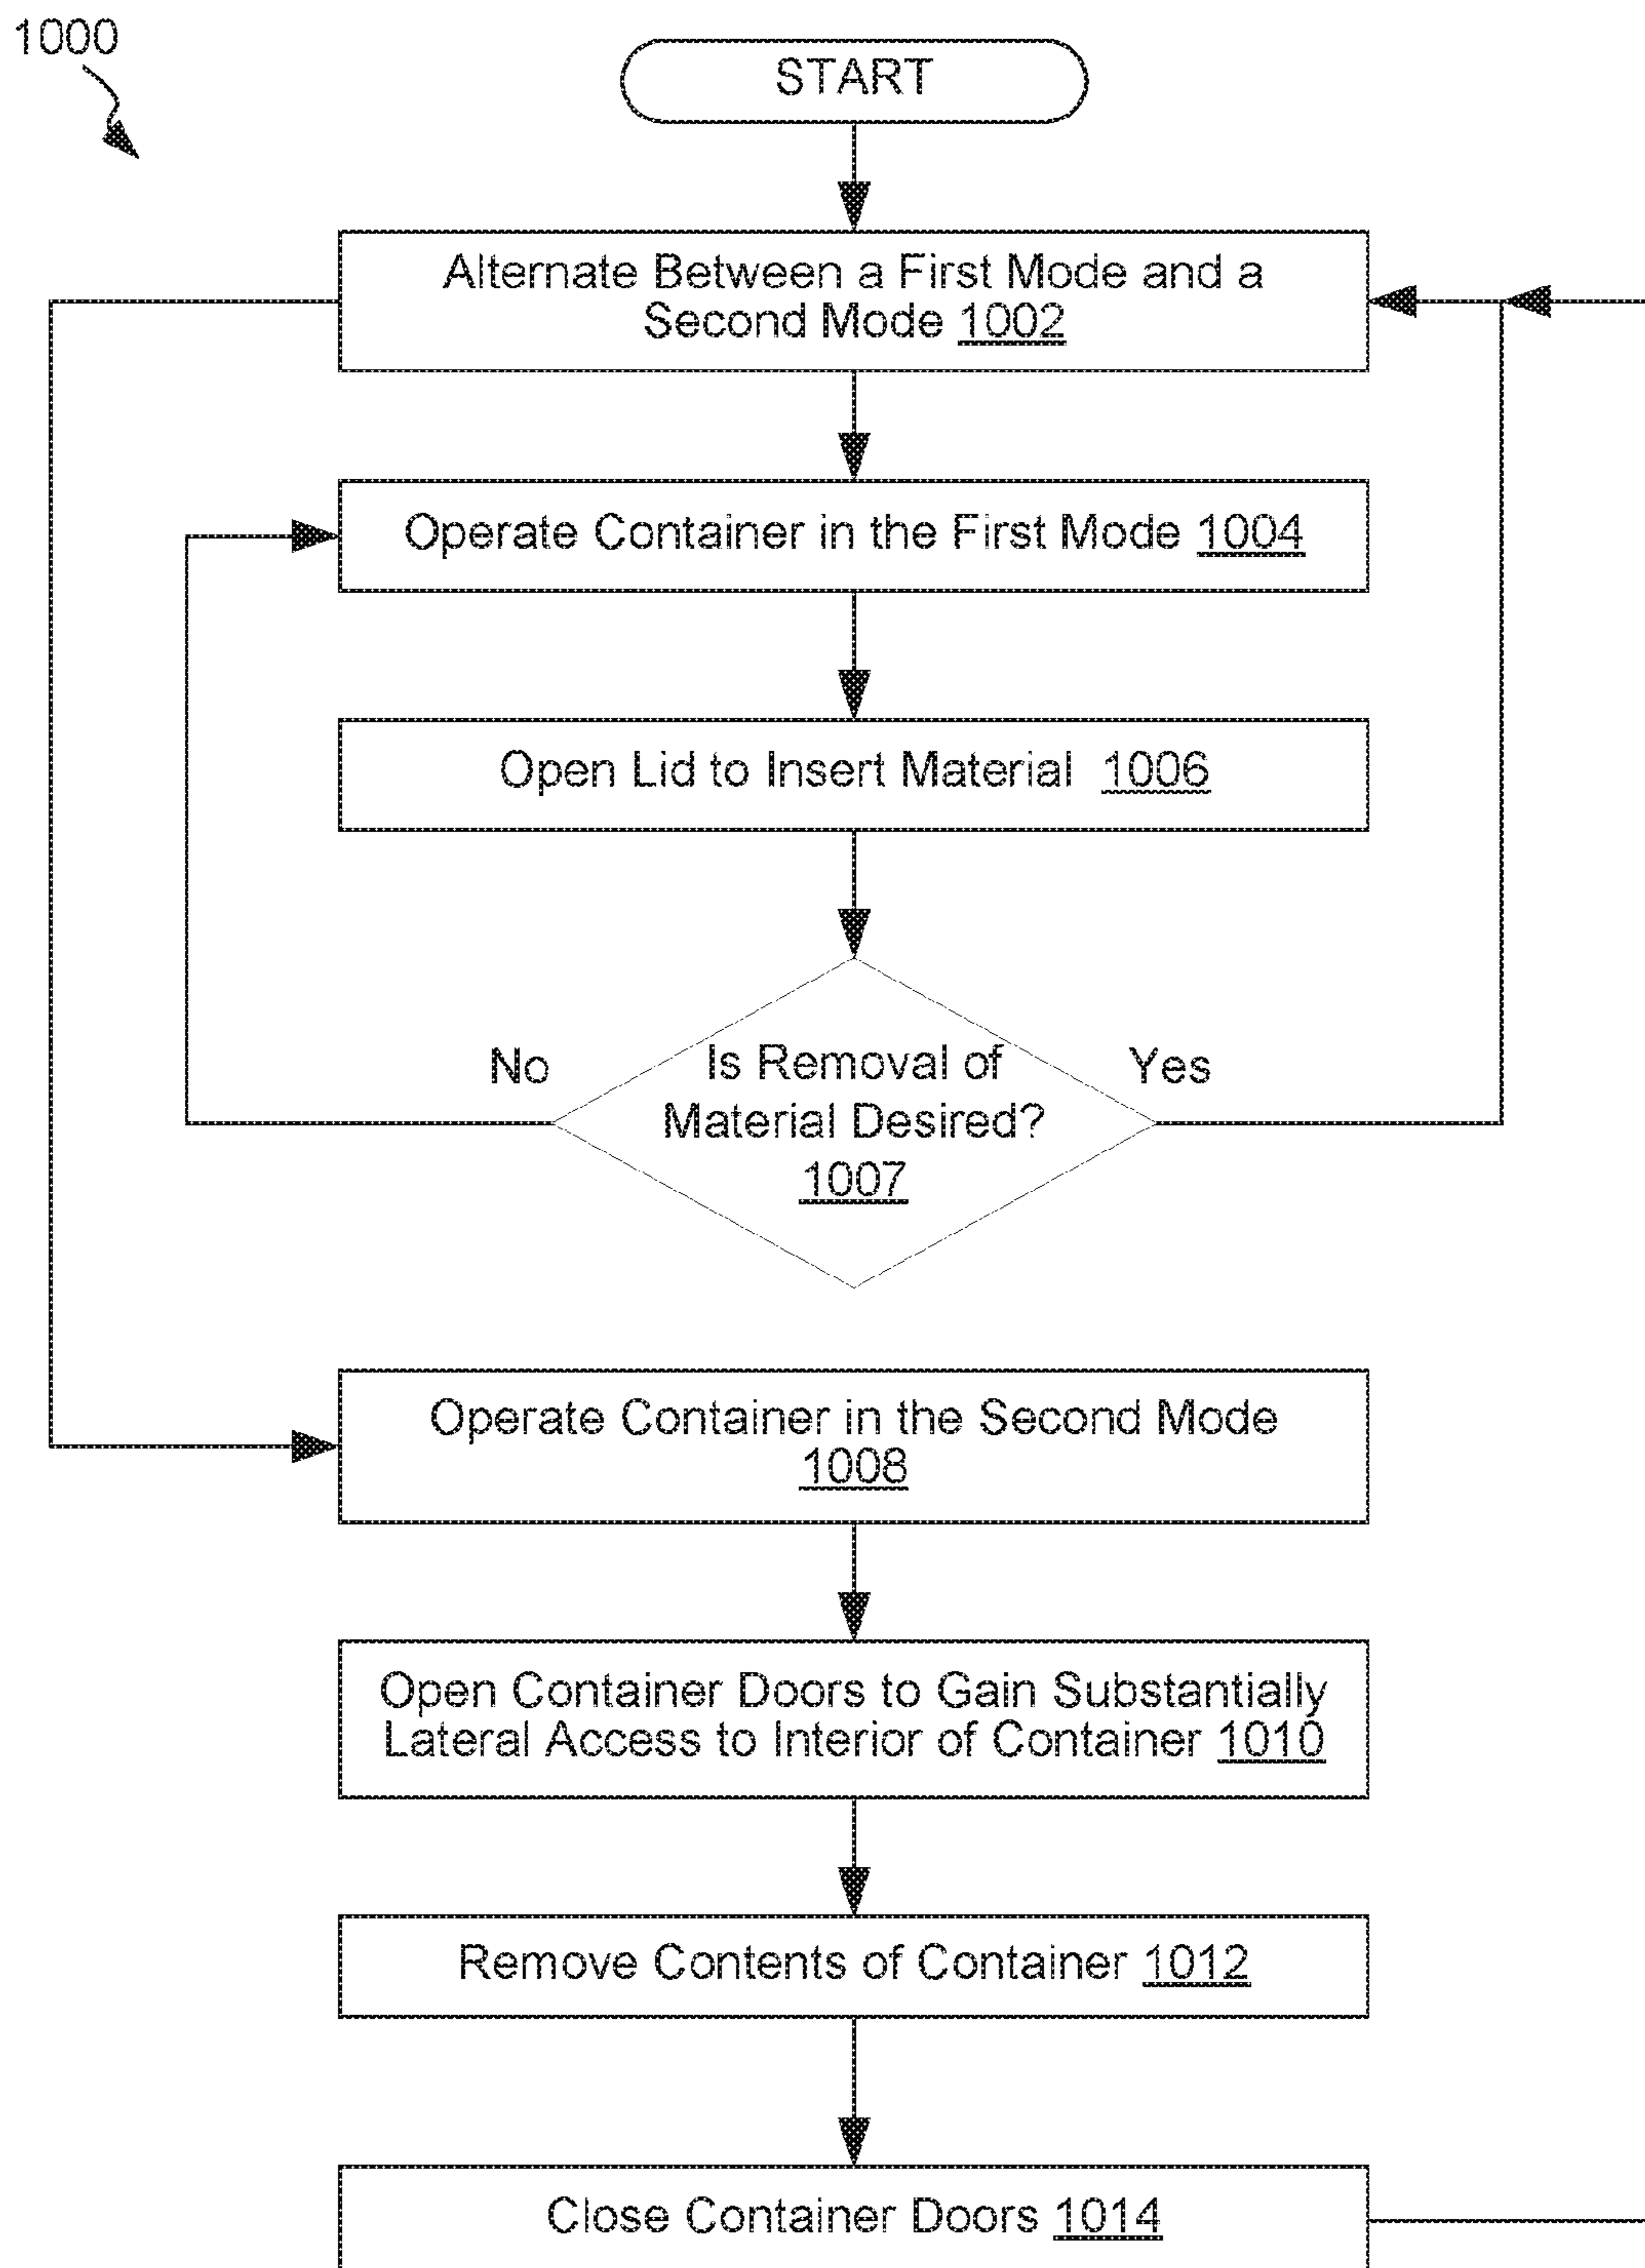 1000
START
Alternate Between a First Mode and a
Second Mode 1002
Operate Container in the First Mode 1004
Open Lid to Insert Material 1006
No
Is Removal of
Material Desired?
1007
Yes
Operate Container in the Second Mode
1008
Open Container Doors to Gain Substantially
Lateral Access to Interior of Container 1010
Remove Contents of Container 1012
Close Container Doors 1014